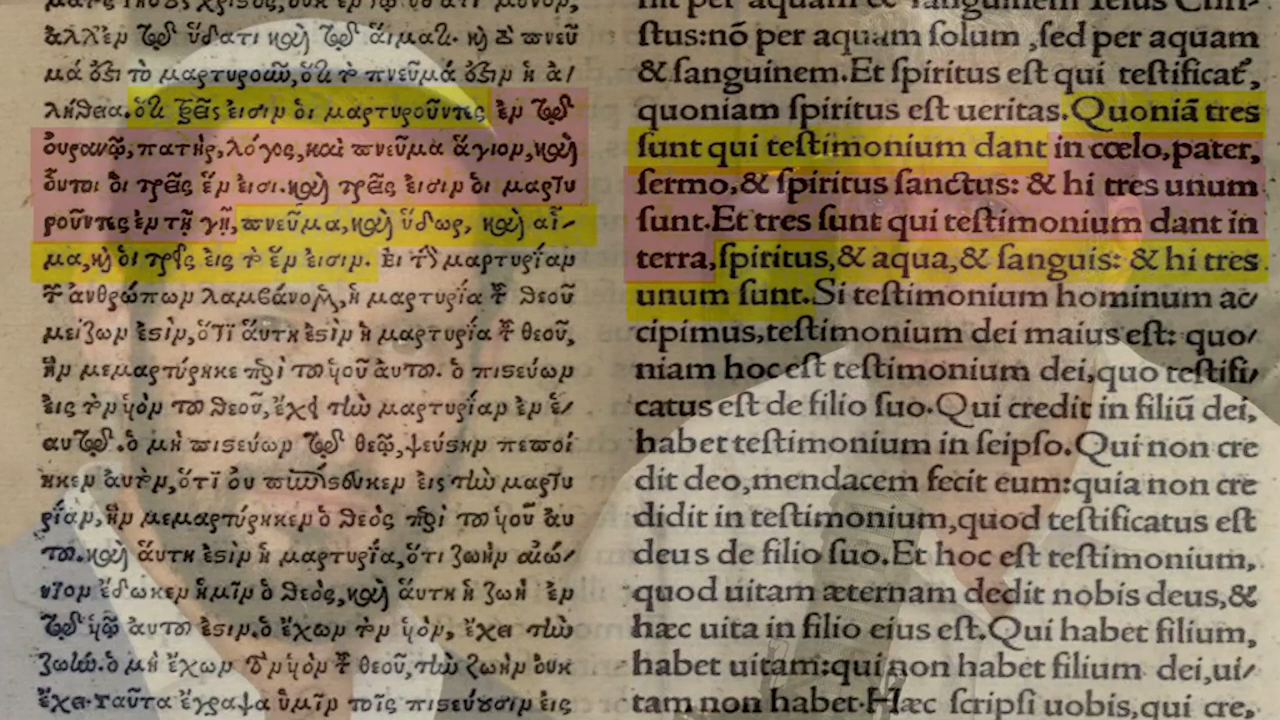 ἀλλ' ἐν τῷ ὕδατι καὶ τῷ αἵματι. καὶ τὸ πνεῦ
μά ἐστι τὸ μαρτυροῦν, ὅτι τὸ πνεῦμά ἐστιν ἡ ἀ/
λήθεια. ὅτι τρεῖς εἰσιν οἱ μαρτυροῦντες ἐν τῷ
οὐρανῷ, πατήρ, λόγος, καὶ πνεῦμα ἅγιον, καὶ
οὗτοι οἱ τρεῖς ἕν εἰσι. καὶ τρεῖς εἰσιν οἱ μαρτυ
ροῦντες ἐν τῇ γῇ, πνεῦμα, καὶ ὕδωρ, καὶ αἷ/
μα, καὶ οἱ τρεῖς εἰς τὸ ἕν εἰσιν. Εἰ τὴν μαρτυρίαν
τῶν ἀνθρώπων λαμβάνομεν, ἡ μαρτυρία τοῦ θεοῦ
μείζων ἐστὶν, ὅτι αὕτη ἐστὶν ἡ μαρτυρία τοῦ θεοῦ,
ἣν μεμαρτύρηκε περὶ τοῦ υἱοῦ αὐτοῦ. ὁ πιστεύων
εἰς τὸν υἱὸν τοῦ θεοῦ, ἔχει τὴν μαρτυρίαν ἐν ἑ/
αυτῷ. ὁ μὴ πιστεύων τῷ θεῷ, ψεύστην πεποί
ηκεν αὐτὸν, ὅτι οὐ πεπίστευκεν εἰς τὴν μαρτυ
ρίαν, ἣν μεμαρτύρηκεν ὁ θεὸς περὶ τοῦ υἱοῦ αὑ
τοῦ. καὶ αὕτη ἐστὶν ἡ μαρτυρία, ὅτι ζωὴν αἰώ/
νιον ἔδωκεν ἡμῖν ὁ θεὸς, καὶ αὕτη ἡ ζωὴ ἐν
τῷ υἱῷ αὐτοῦ ἐστιν. ὁ ἔχων τὸν υἱὸν, ἔχει τὴν
ζωὴν. ὁ μὴ ἔχων τὸν υἱὸν τοῦ θεοῦ, τὴν ζωὴν οὐκ
ἔχει. ταῦτα ἔγραψα ὑμῖν τοῖς πιστεύουσιν εἰς
nit per aquam & sanguinem Iesus Chri-
stus: nõ per aquam solum, sed per aquam
& sanguinem. Et spiritus est qui testificat,
quoniam spiritus est ueritas. Quoniã tres
sunt qui testimonium dant in cœlo, pater,
sermo, & spiritus sanctus: & hi tres unum
sunt. Et tres sunt qui testimonium dant in
terra, spiritus, & aqua, & sanguis: & hi tres
unum sunt. Si testimonium hominum ac/
cipimus, testimonium dei maius est: quo/
niam hoc est testimonium dei, quo testifi/
catus est de filio suo. Qui credit in filiũ dei,
habet testimonium in seipso. Qui non cre
dit deo, mendacem fecit eum: quia non cre
didit in testimonium, quod testificatus est
deus de filio suo. Et hoc est testimonium,
quod uitam æternam dedit nobis deus, &
hæc uita in filio eius est. Qui habet filium,
habet uitam: qui non habet filium dei, ui/
tam non habet. Hæc scripsi uobis, qui cre,